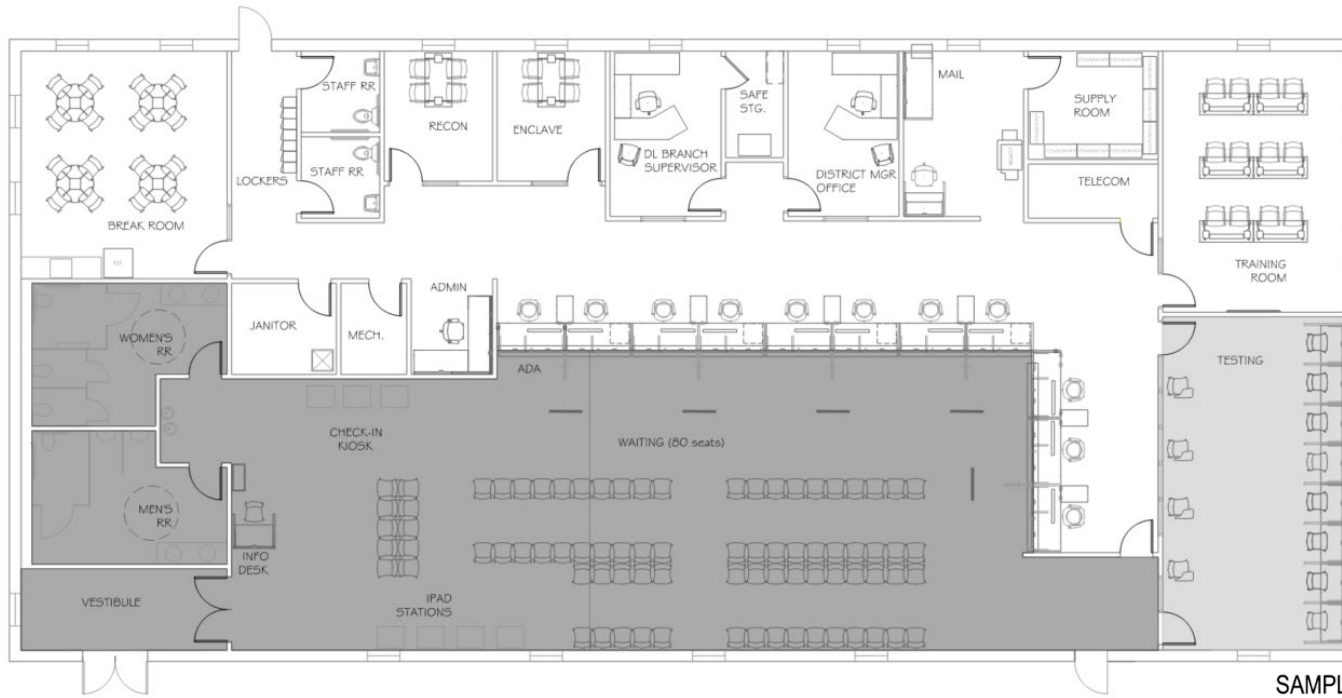 STAFF RR
RECON
ENCLAVE
SAFE
STG.
MAIL
SUPPLY
ROOM
DL BRANCH
SUPERVISOR
DISTRICT MGR
OFFICE
LOCKERS
STAFF RR
TELECOM
BREAK ROOM
TRAINING
ROOM
ADMIN
JANITOR
MECH.
WOMEN'S
RR
ADA
TESTING
CHECK-IN
KIOSK
WAITING (80 seats)
MEN'S
RR
INFO
DESK
VESTIBULE
IPAD
STATIONS
SAMPL